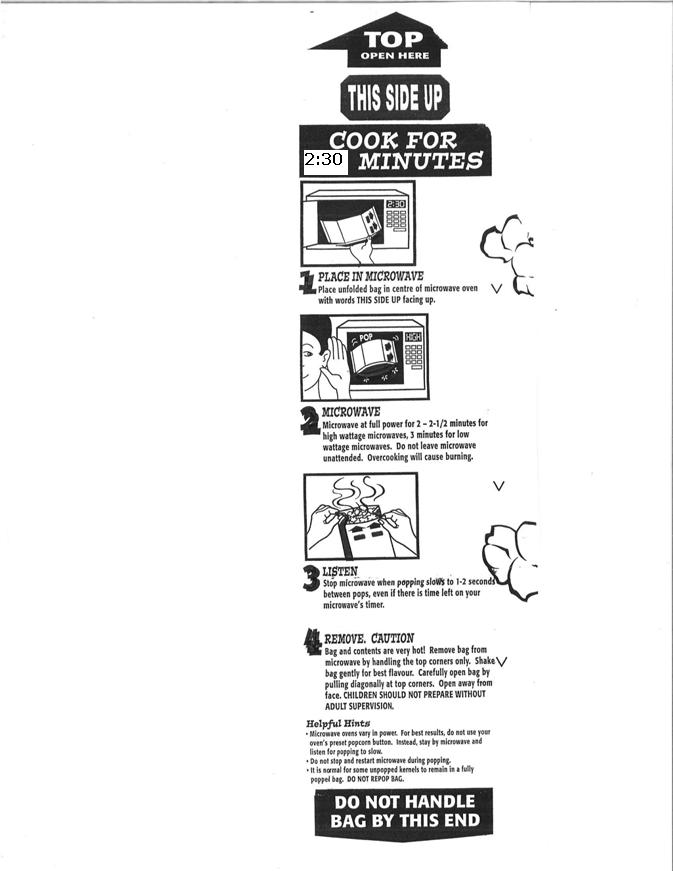 TOP
OPEN HERE
THIS SIDE UP
COOK FOR
2:30 MINUTES
2:30
1 PLACE IN MICROWAVE
Place unfolded bag in centre of microwave oven
with words THIS SIDE UP facing up.
POP
HIGH
2 MICROWAVE
Microwave at full power for 2 – 2-1/2 minutes for
high wattage microwaves, 3 minutes for low
wattage microwaves. Do not leave microwave
unattended. Overcooking will cause burning.
3 LISTEN
Stop microwave when popping slows to 1-2 seconds
between pops, even if there is time left on your
microwave's timer.
4 REMOVE. CAUTION
Bag and contents are very hot! Remove bag from
microwave by handling the top corners only. Shake
bag gently for best flavour. Carefully open bag by
pulling diagonally at top corners. Open away from
face. CHILDREN SHOULD NOT PREPARE WITHOUT
ADULT SUPERVISION.
Helpful Hints
• Microwave ovens vary in power. For best results, do not use your
oven's preset popcorn button. Instead, stay by microwave and
listen for popping to slow.
• Do not stop and restart microwave during popping.
• It is normal for some unpopped kernels to remain in a fully
poppel bag. DO NOT REPOP BAG.
DO NOT HANDLE
BAG BY THIS END